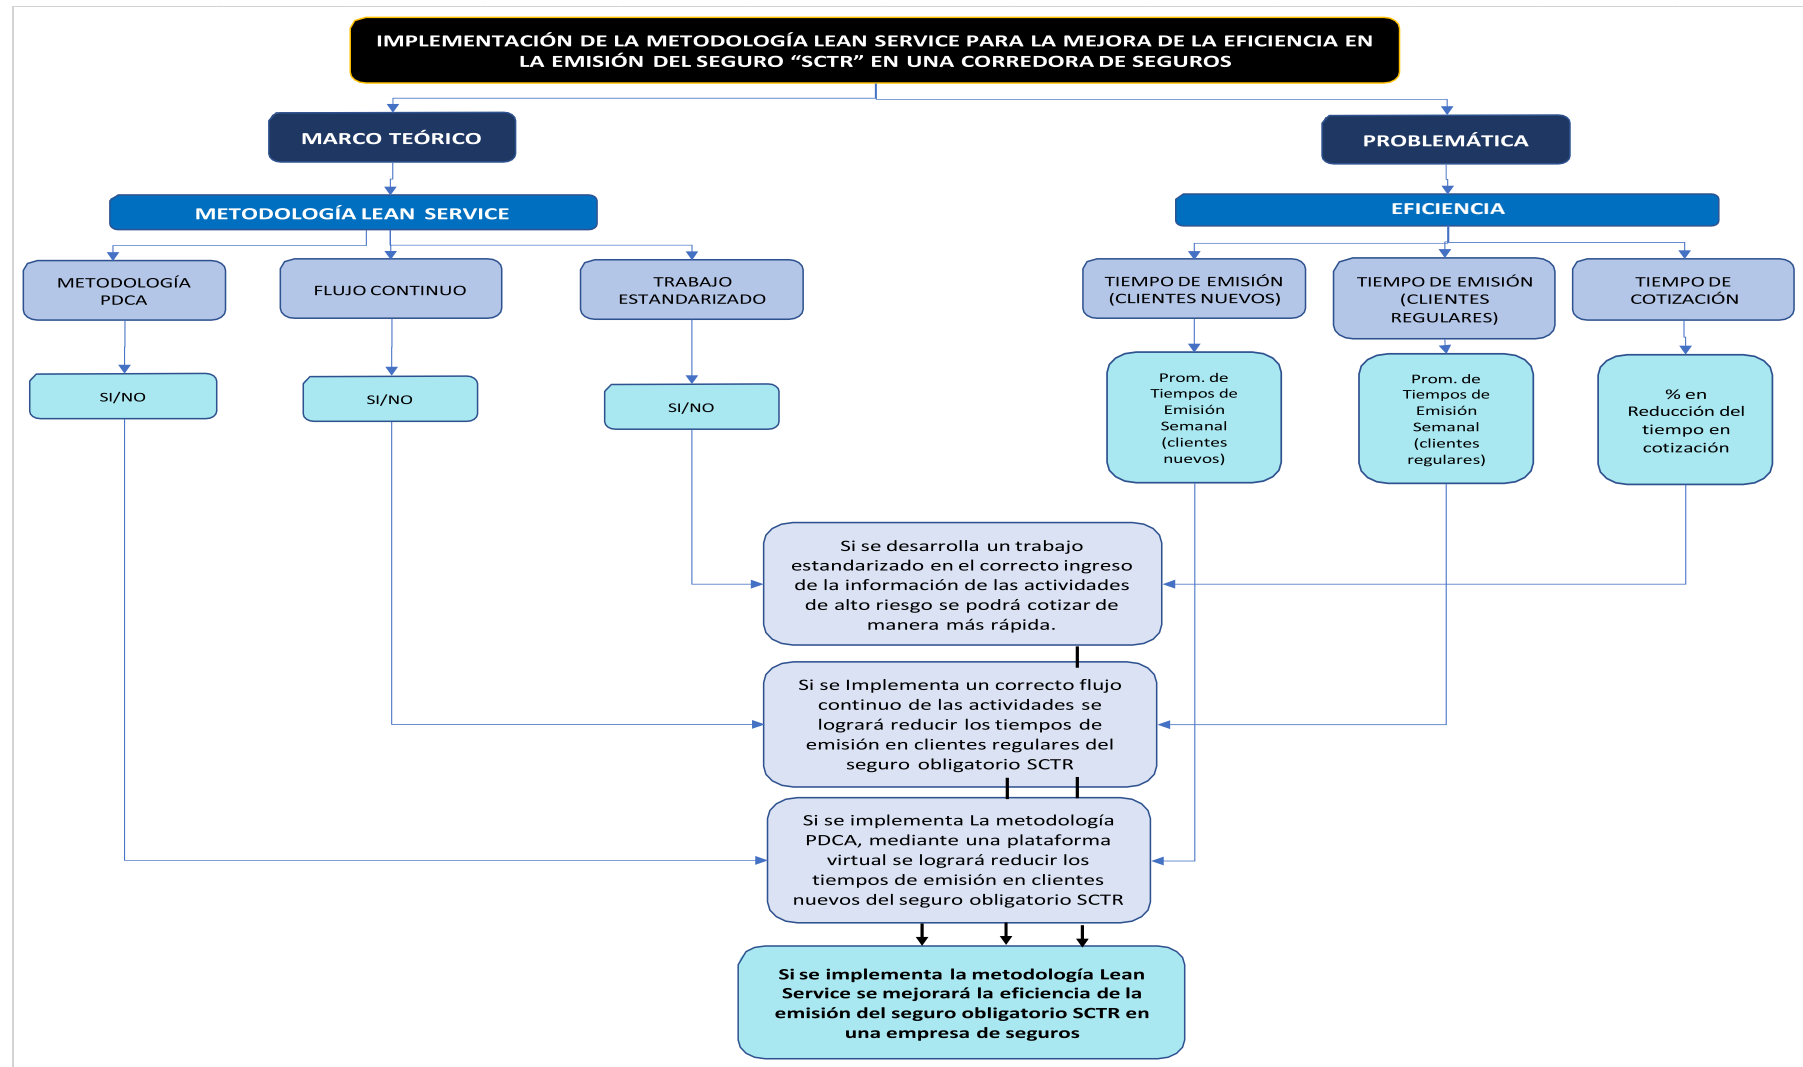 IMPLEMENTACIÓN DE LA METODOLOGÍA LEAN SERVICE PARA LA MEJORA DE LA EFICIENCIA EN
LA EMISIÓN DEL SEGURO “SCTR” EN UNA CORREDORA DE SEGUROS
MARCO TEÓRICO
PROBLEMÁTICA
METODOLOGÍA LEAN SERVICE
EFICIENCIA
METODOLOGÍA
PDCA
FLUJO CONTINUO
TRABAJO
ESTANDARIZADO
TIEMPO DE EMISIÓN
(CLIENTES NUEVOS)
TIEMPO DE EMISIÓN
(CLIENTES
REGULARES)
TIEMPO DE
COTIZACIÓN
SI/NO
SI/NO
SI/NO
Prom. de
Tiempos de
Emisión
Semanal
(clientes
nuevos)
Prom. de
Tiempos de
Emisión
Semanal
(clientes
regulares)
% en
Reducción del
tiempo en
cotización
Si se desarrolla un trabajo
estandarizado en el correcto ingreso
de la información de las actividades
de alto riesgo se podrá cotizar de
manera más rápida.
Si se Implementa un correcto flujo
continuo de las actividades se
logrará reducir los tiempos de
emisión en clientes regulares del
seguro obligatorio SCTR
Si se implementa La metodología
PDCA, mediante una plataforma
virtual se logrará reducir los
tiempos de emisión en clientes
nuevos del seguro obligatorio SCTR
Si se implementa la metodología Lean
Service se mejorará la eficiencia de la
emisión del seguro obligatorio SCTR en
una empresa de seguros